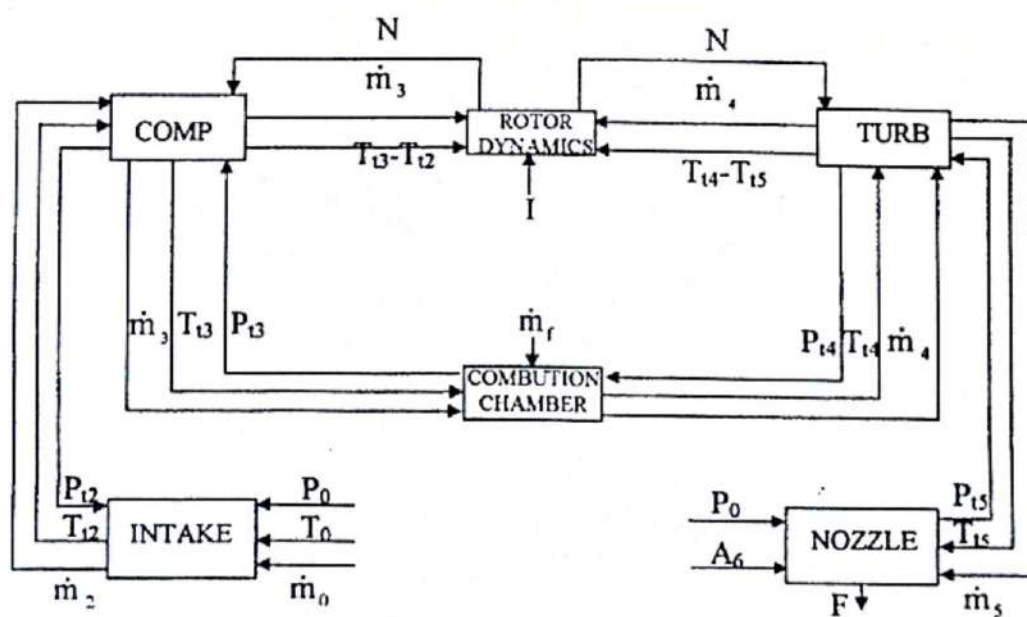 N
N
ṁ₃
ṁ₄
COMP
ROTOR
DYNAMICS
TURB
Tₜ₃-Tₜ₂
Tₜ₄-Tₜ₅
I
ṁ₃
Tₜ₃
Pₜ₃
ṁf
Pₜ₄
Tₜ₄
ṁ₄
COMBUTION
CHAMBER
Pₜ₂
P₀
P₀
Pₜ₅
Tₜ₂
INTAKE
T₀
NOZZLE
Tₜ₅
A₆
ṁ₂
ṁ₀
F
ṁ₅